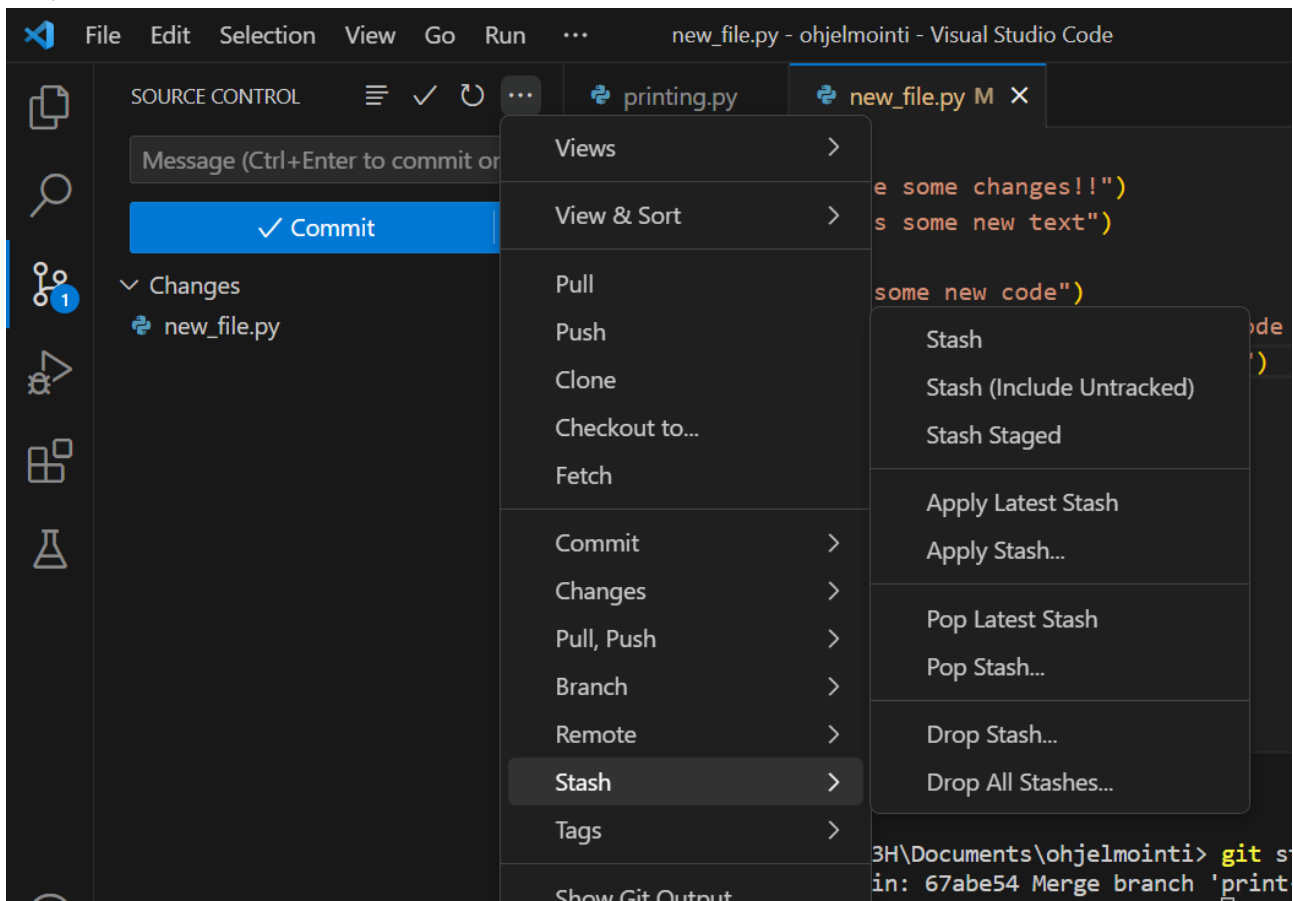 File Edit Selection View Go Run ··· new_file.py - ohjelmointi - Visual Studio Code
SOURCE CONTROL ···
printing.py
new_file.py M
Message (Ctrl+Enter to commit or
Commit
Changes
new_file.py
1
Views
View & Sort
Pull
Push
Clone
Checkout to...
Fetch
Commit
Changes
Pull, Push
Branch
Remote
Stash
Tags
Show Git Output
e some changes!!")
s some new text")
some new code")
ode
")
Stash
Stash (Include Untracked)
Stash Staged
Apply Latest Stash
Apply Stash...
Pop Latest Stash
Pop Stash...
Drop Stash...
Drop All Stashes...
3H\Documents\ohjelmointi> git st
in: 67abe54 Merge branch 'print-